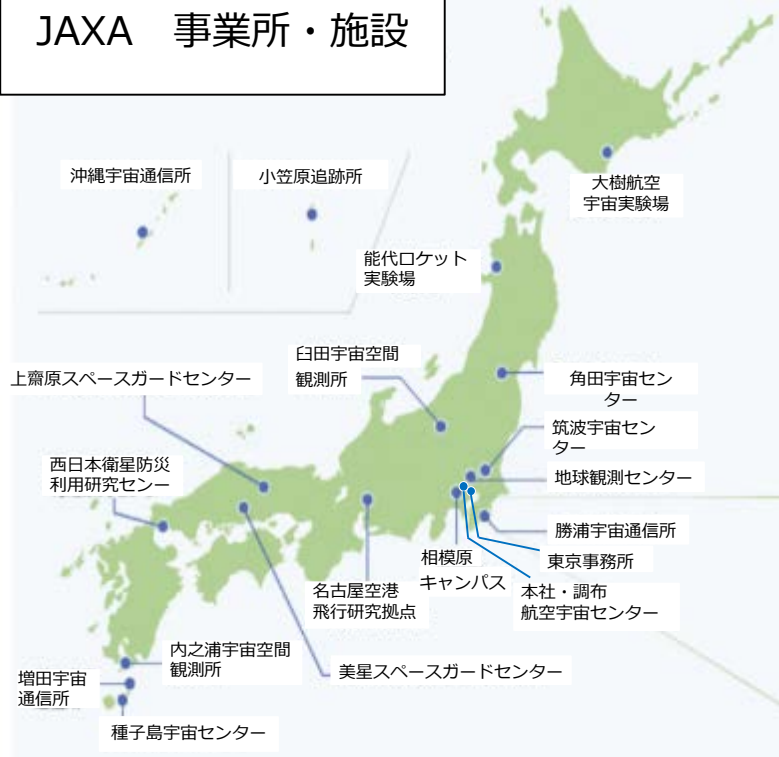 JAXA　事業所・施設
沖縄宇宙通信所
小笠原追跡所
大樹航空
宇宙実験場
能代ロケット
実験場
臼田宇宙空間
観測所
上齋原スペースガードセンター
角田宇宙セン
ター
筑波宇宙セン
ター
西日本衛星防災
利用研究センー
地球観測センター
勝浦宇宙通信所
東京事務所
相模原
キャンパス
本社・調布
航空宇宙センター
名古屋空港
飛行研究拠点
内之浦宇宙空間
観測所
美星スペースガードセンター
増田宇宙
通信所
種子島宇宙センター